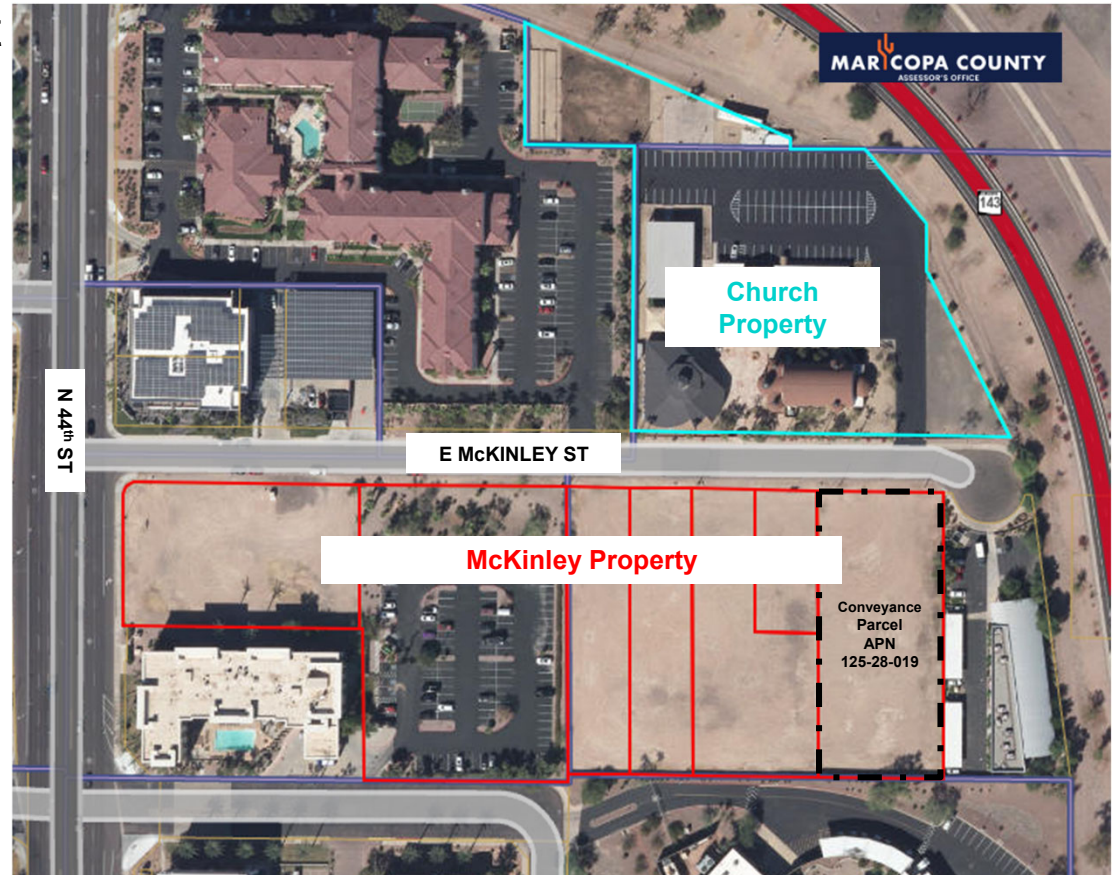 MARICOPA COUNTY
ASSESSOR'S OFFICE
143
Church
Property
N 44th ST
E McKINLEY ST
McKinley Property
Conveyance
Parcel
APN
125-28-019